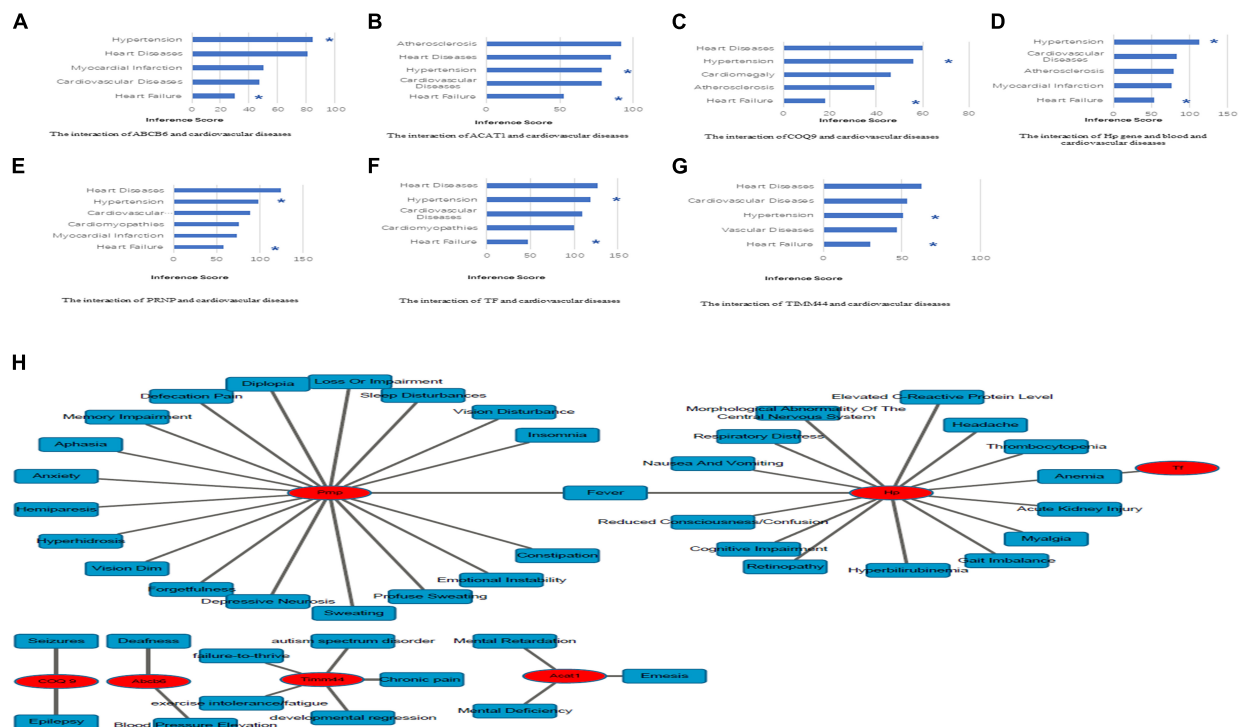 A
Hypertension
*
Heart Diseases
Myocardial Infarction
Cardiovascular Diseases
Heart Failure
*
0 20 40 60 80 100
Inference Score
The interaction of ABCB6 and cardiovascular diseases
B
Atherosclerosis
Heart Diseases
Hypertension
*
Cardiovascular
Diseases
Heart Failure
*
0 50 100
Inference Score
The interaction of ACAT1 and cardiovascular diseases
C
Heart Diseases
Hypertension
*
Cardiomegaly
Atherosclerosis
Heart Failure
*
0 20 40 60 80
Inference Score
The interaction of COQ9 and cardiovascular diseases
D
Hypertension
*
Cardiovascular
Diseases
Atherosclerosis
Myocardial Infarction
Heart Failure
*
0 50 100 150
Inference Score
The interaction of Hp gene and blood and
cardiovascular diseases
E
Heart Diseases
Hypertension
*
Cardiovascular
Cardiomyopathies
Myocardial Infarction
Heart Failure
*
0 50 100 150
Inference Score
The interaction of PRNP and cardiovascular diseases
F
Heart Diseases
Hypertension
*
Cardiovascular
Diseases
Cardiomyopathies
Heart Failure
*
0 50 100 150
Inference Score
The interaction of TF and cardiovascular diseases
G
Heart Diseases
Cardiovascular Diseases
Hypertension
*
Vascular Diseases
Heart Failure
*
0 50 100
Inference Score
The interaction of TIMM44 and cardiovascular diseases
H
Diplopia
Loss Or Impairment
Defecation Pain
Sleep Disturbances
Memory Impairment
Vision Disturbance
Aphasia
Insomnia
Anxiety
Prnp
Fever
Hemiparesis
Hyperhidrosis
Constipation
Vision Dim
Emotional Instability
Forgetfulness
Profuse Sweating
Depressive Neurosis
Sweating
Elevated C-Reactive Protein Level
Morphological Abnormality Of The
Central Nervous System
Headache
Respiratory Distress
Thrombocytopenia
Nausea And Vomiting
Anemia
Tf
Hp
Acute Kidney Injury
Reduced Consciousness/Confusion
Myalgia
Cognitive Impairment
Gait Imbalance
Retinopathy
Hyperbilirubinemia
Seizures
COQ 9
Epilepsy
Deafness
Abcb6
Blood Pressure Elevation
autism spectrum disorder
failure-to-thrive
Timm44
Chronic pain
exercise intolerance/fatigue
developmental regression
Mental Retardation
Acat1
Emesis
Mental Deficiency